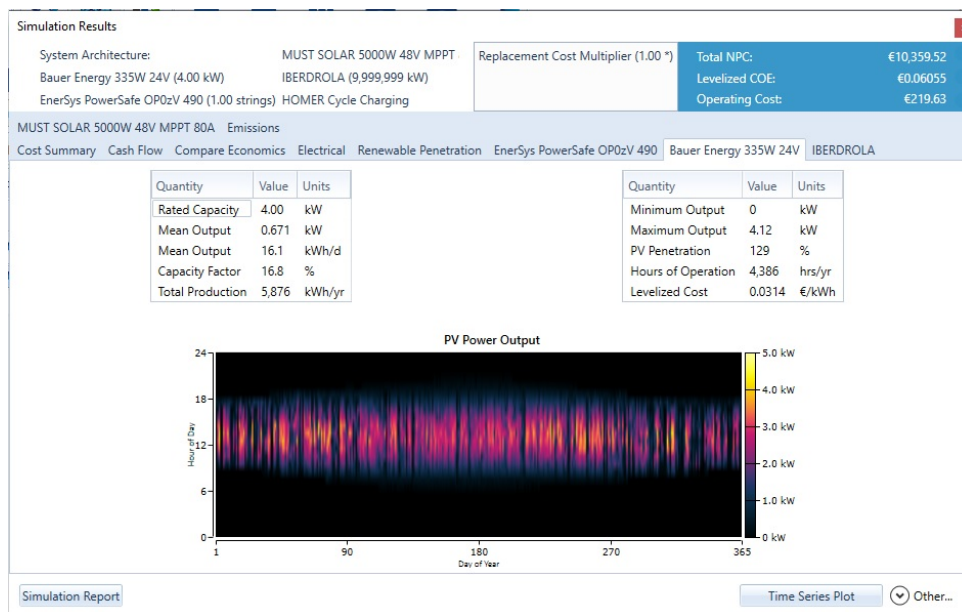 Simulation Results
System Architecture:
Bauer Energy 335W 24V (4.00 kW)
EnerSys PowerSafe OP0zV 490 (1.00 strings)
MUST SOLAR 5000W 48V MPPT
IBERDROLA (9,999,999 kW)
HOMER Cycle Charging
Replacement Cost Multiplier (1.00 *)
Total NPC: €10,359.52
Levelized COE: €0.06055
Operating Cost: €219.63
MUST SOLAR 5000W 48V MPPT 80A Emissions
Cost Summary Cash Flow Compare Economics Electrical Renewable Penetration EnerSys PowerSafe OP0zV 490 Bauer Energy 335W 24V IBERDROLA
Quantity Value Units
Rated Capacity 4.00 kW
Mean Output 0.671 kW
Mean Output 16.1 kWh/d
Capacity Factor 16.8 %
Total Production 5,876 kWh/yr
Quantity Value Units
Minimum Output 0 kW
Maximum Output 4.12 kW
PV Penetration 129 %
Hours of Operation 4,386 hrs/yr
Levelized Cost 0.0314 €/kWh
PV Power Output
Hour of Day
24
18
12
6
0
1 90 180 270 365
Day of Year
5.0 kW
4.0 kW
3.0 kW
2.0 kW
1.0 kW
0 kW
Simulation Report
Time Series Plot
Other...